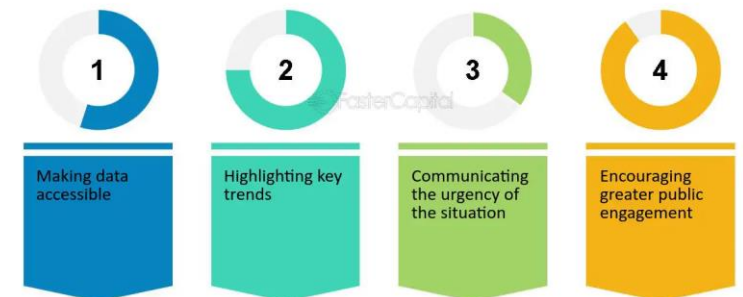 1
2
3
4
FasterCapital
Making data
accessible
Highlighting key
trends
Communicating
the urgency of
the situation
Encouraging
greater public
engagement